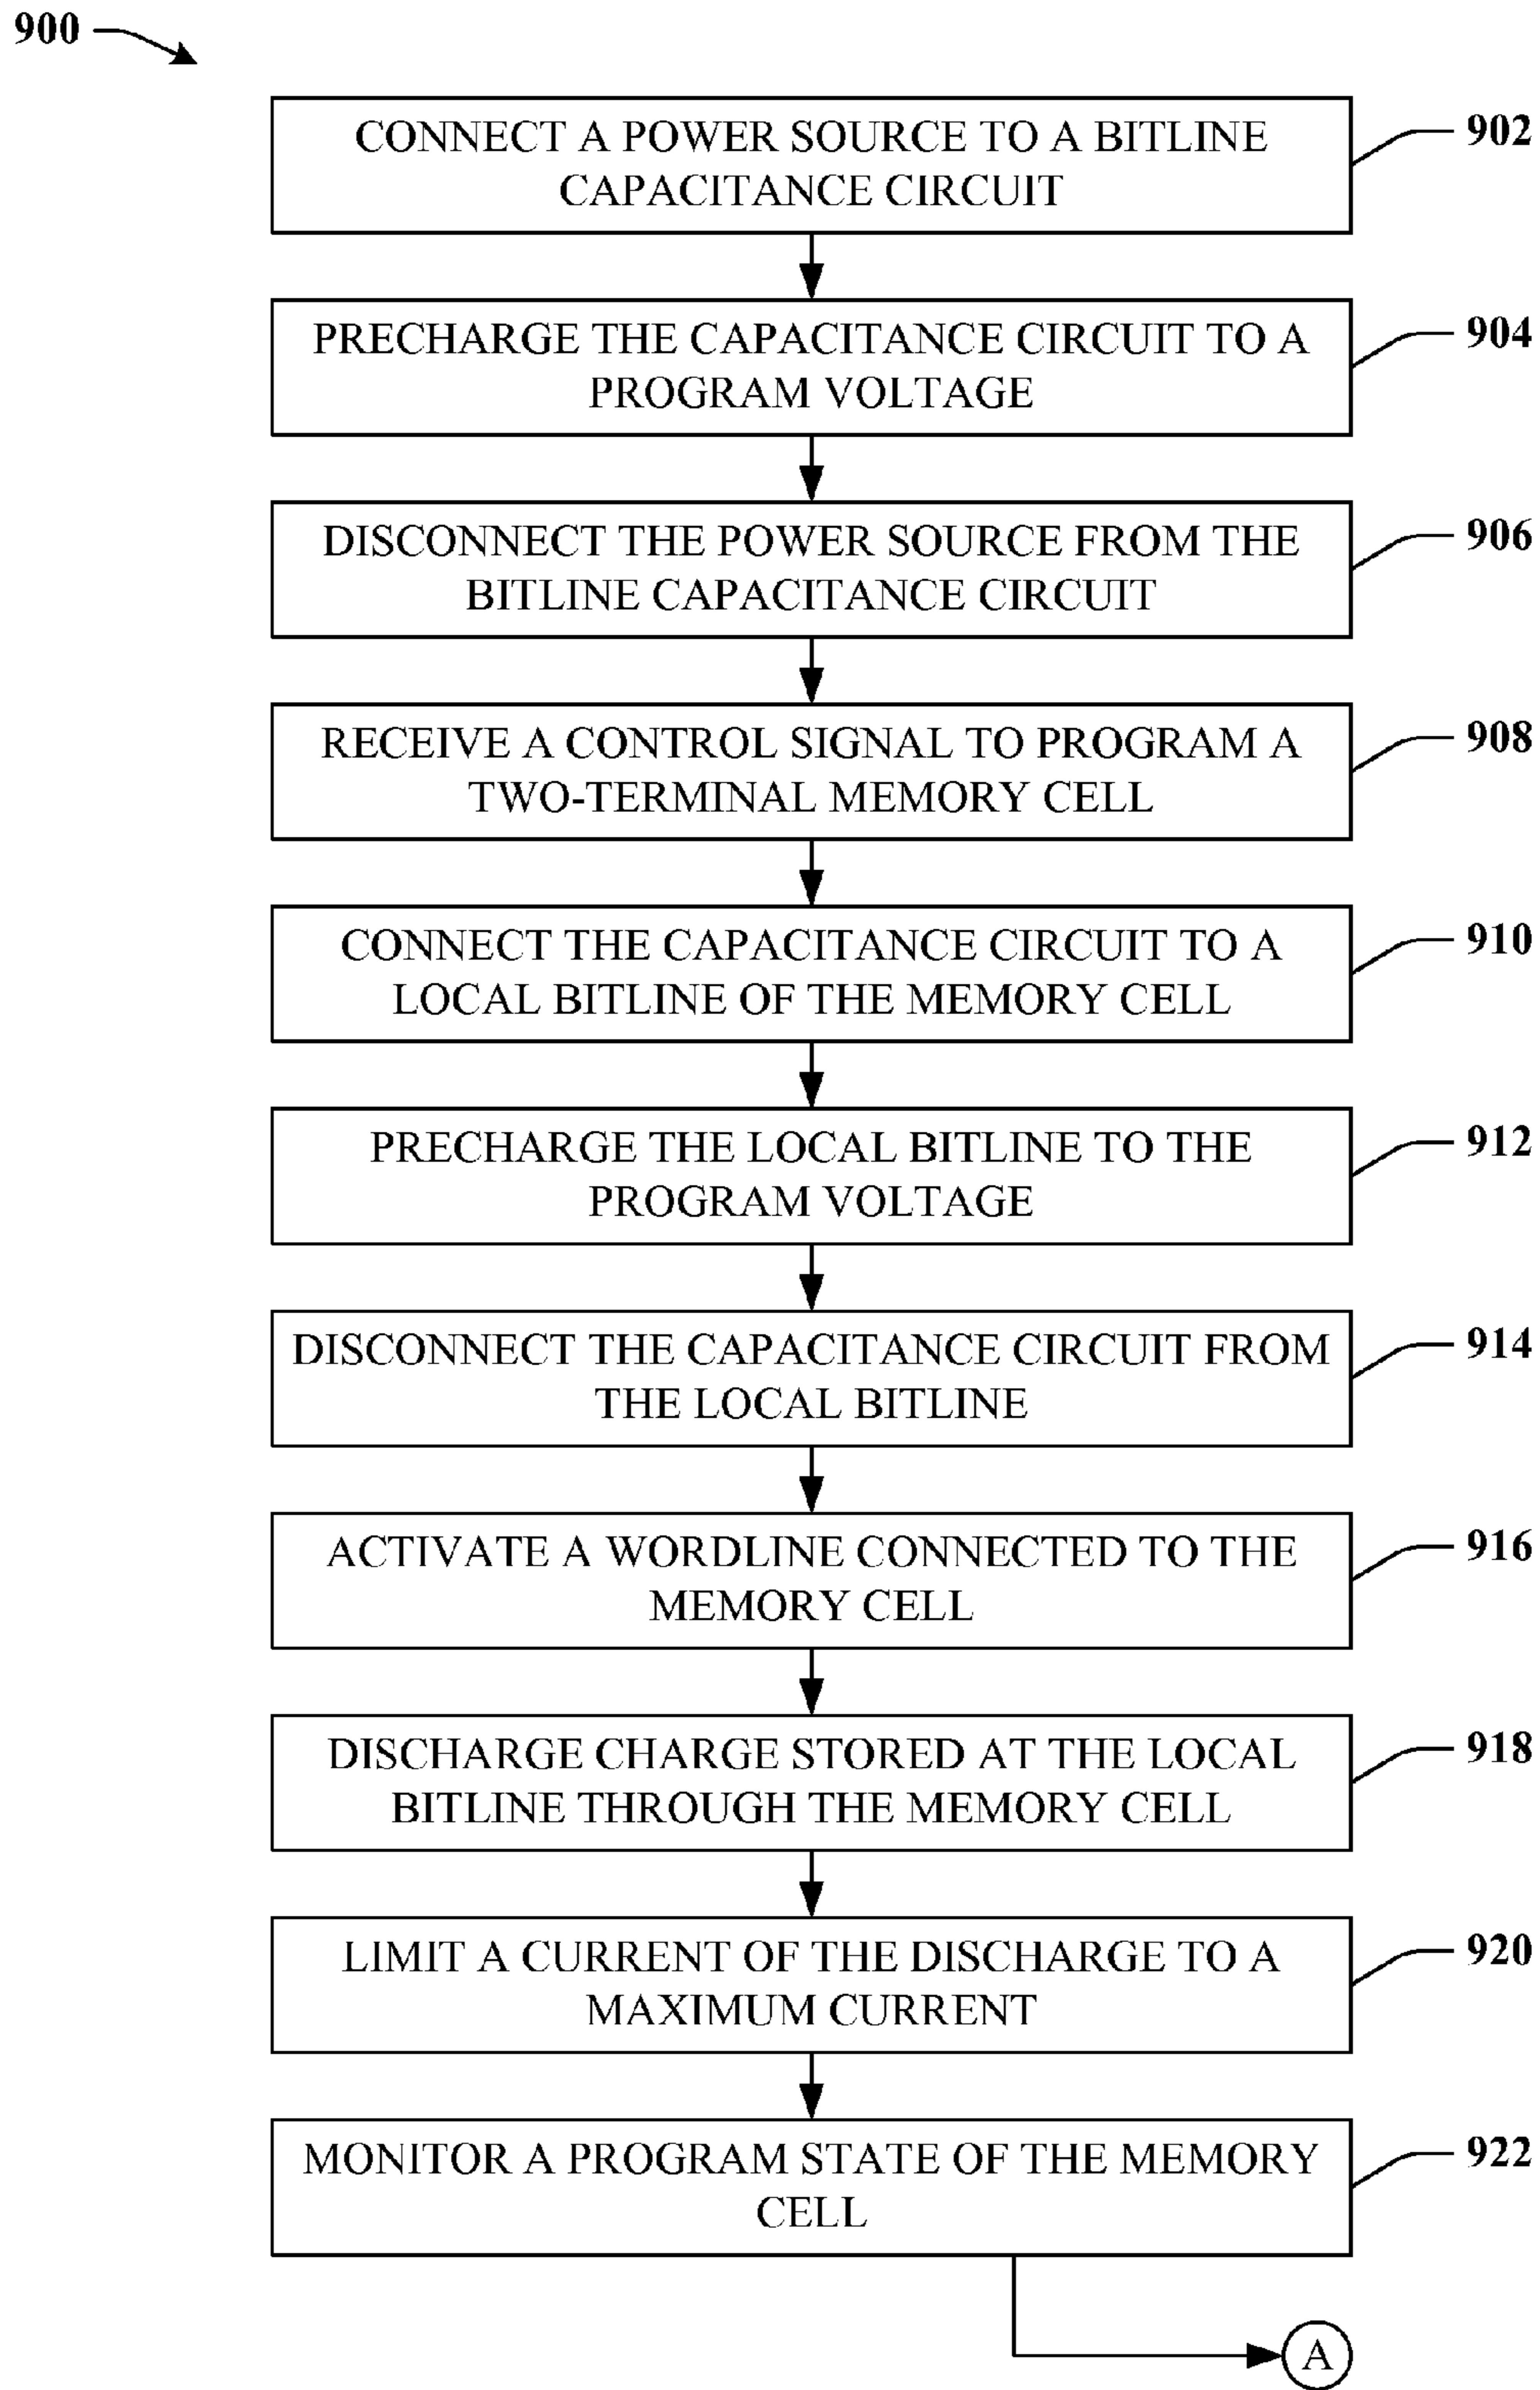 900
CONNECT A POWER SOURCE TO A BITLINE
CAPACITANCE CIRCUIT
902
PRECHARGE THE CAPACITANCE CIRCUIT TO A
PROGRAM VOLTAGE
904
DISCONNECT THE POWER SOURCE FROM THE
BITLINE CAPACITANCE CIRCUIT
906
RECEIVE A CONTROL SIGNAL TO PROGRAM A
TWO-TERMINAL MEMORY CELL
908
CONNECT THE CAPACITANCE CIRCUIT TO A
LOCAL BITLINE OF THE MEMORY CELL
910
PRECHARGE THE LOCAL BITLINE TO THE
PROGRAM VOLTAGE
912
DISCONNECT THE CAPACITANCE CIRCUIT FROM
THE LOCAL BITLINE
914
ACTIVATE A WORDLINE CONNECTED TO THE
MEMORY CELL
916
DISCHARGE CHARGE STORED AT THE LOCAL
BITLINE THROUGH THE MEMORY CELL
918
LIMIT A CURRENT OF THE DISCHARGE TO A
MAXIMUM CURRENT
920
MONITOR A PROGRAM STATE OF THE MEMORY
CELL
922
A